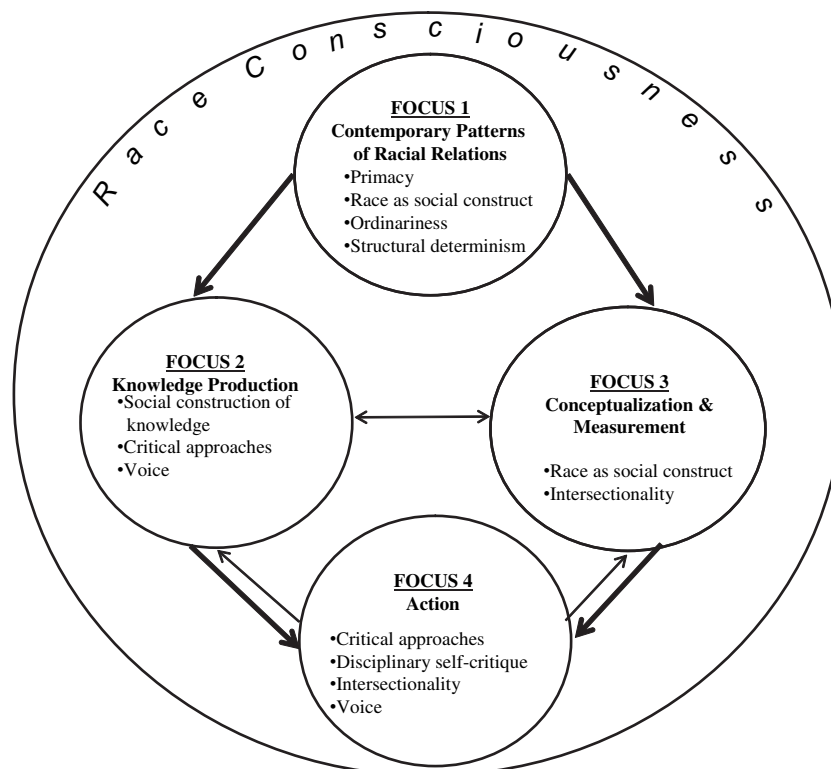 Race Consciousness
FOCUS 1
Contemporary Patterns
of Racial Relations
•Primacy
•Race as social construct
•Ordinariness
•Structural determinism
FOCUS 2
Knowledge Production
•Social construction of
knowledge
•Critical approaches
•Voice
FOCUS 3
Conceptualization &
Measurement
•Race as social construct
•Intersectionality
FOCUS 4
Action
•Critical approaches
•Disciplinary self-critique
•Intersectionality
•Voice